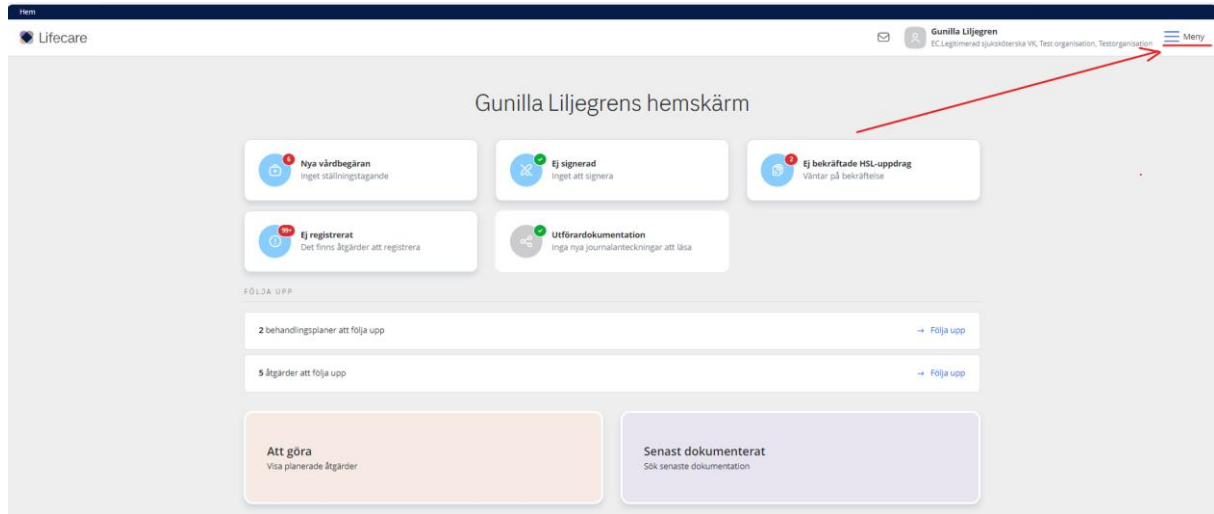 Hem
Lifecare
Gunilla Liljegren
EC.Legitimerad sjuksköterska VK, Test organisation, Testorganisation
Meny
Gunilla Liljegrens hemskärm
6
Nya vårdbegäran
Inget ställningstagande
Ej signerad
Inget att signera
2
Ej bekräftade HSL-uppdrag
Väntar på bekräftelse
99+
Ej registrerat
Det finns åtgärder att registrera
Utförardokumentation
Inga nya journalanteckningar att läsa
FÖLJA UPP
2 behandlingsplaner att följa upp
→ Följa upp
5 åtgärder att följa upp
→ Följa upp
Att göra
Visa planerade åtgärder
Senast dokumenterat
Sök senaste dokumentation